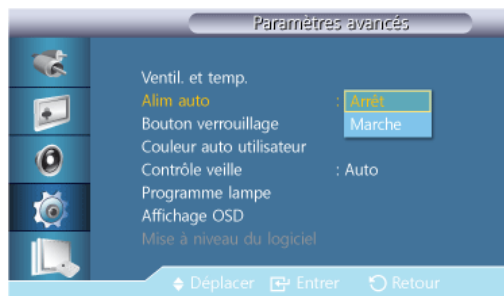 Paramètres avancés
Ventil. et temp.
Alim auto : Arrêt
Marche
Bouton verrouillage
Couleur auto utilisateur
Contrôle veille : Auto
Programme lampe
Affichage OSD
Mise à niveau du logiciel
Déplacer Entrer Retour